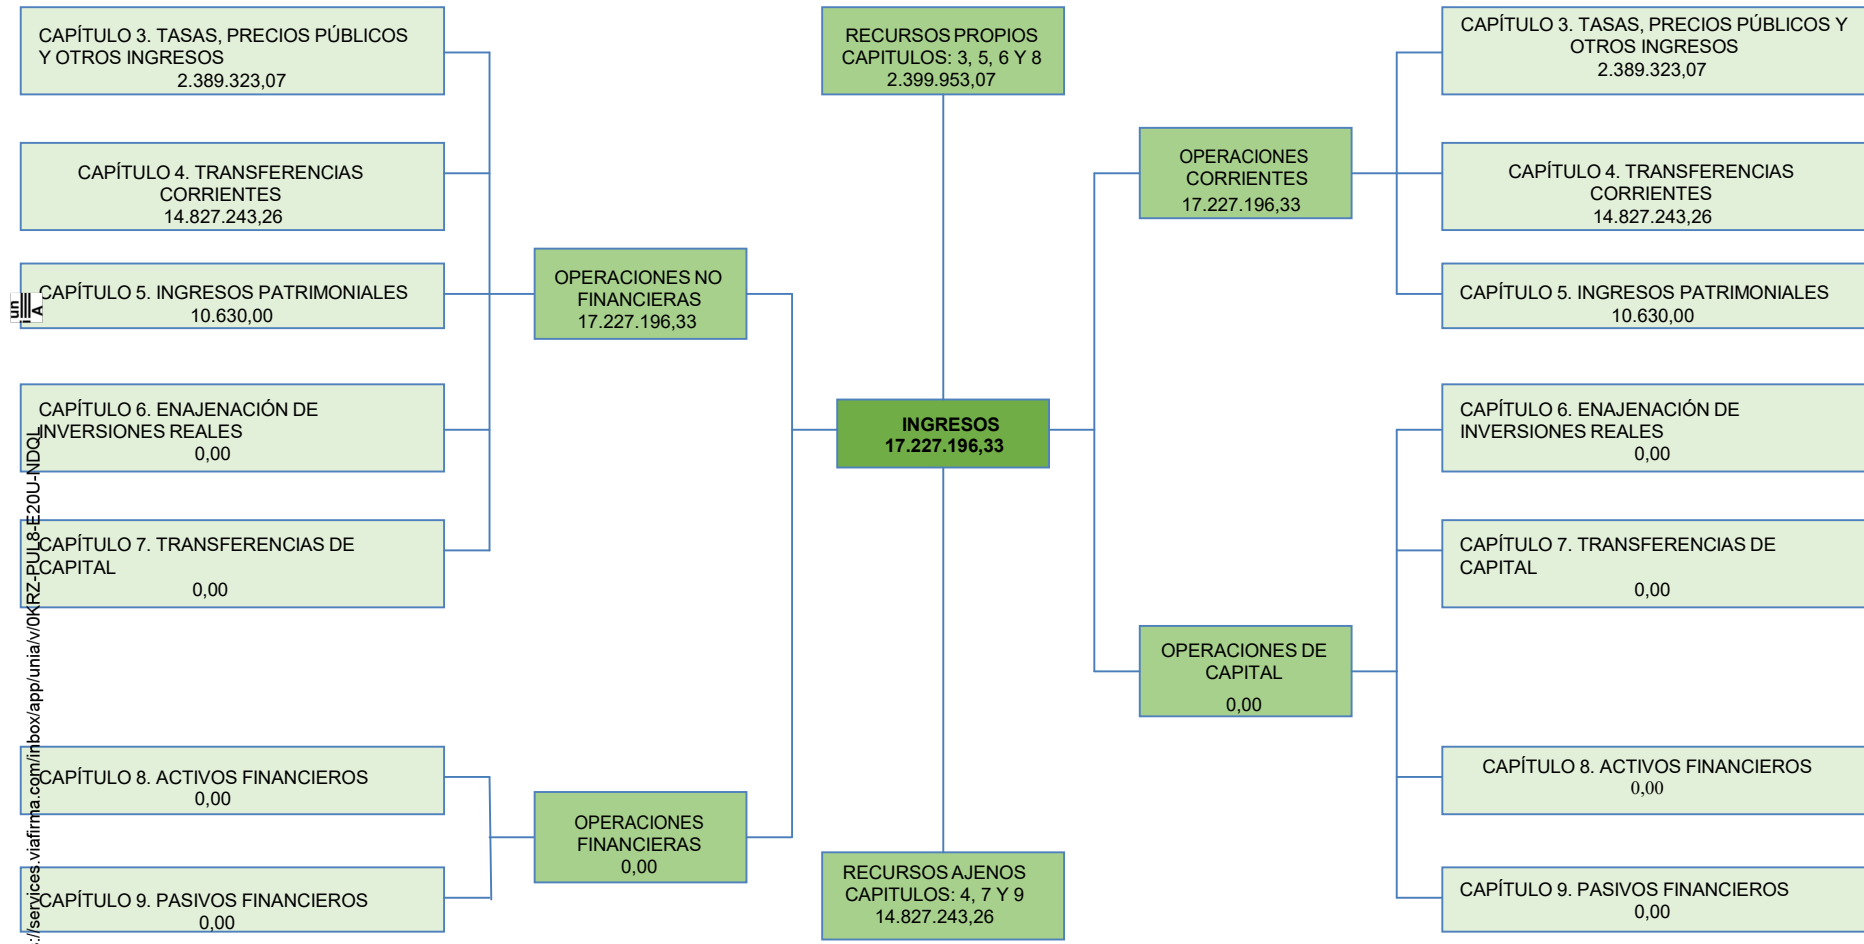 CAPÍTULO 3. TASAS, PRECIOS PÚBLICOS
Y OTROS INGRESOS
2.389.323,07
CAPÍTULO 4. TRANSFERENCIAS
CORRIENTES
14.827.243,26
CAPÍTULO 5. INGRESOS PATRIMONIALES
10.630,00
CAPÍTULO 6. ENAJENACIÓN DE
INVERSIONES REALES
0,00
CAPÍTULO 7. TRANSFERENCIAS DE
CAPITAL
0,00
CAPÍTULO 8. ACTIVOS FINANCIEROS
0,00
CAPÍTULO 9. PASIVOS FINANCIEROS
0,00
un
i
A
://services.viafirma.com/inbox/app/unia/v/0KRZ-PUL8-E20U-NDQL
OPERACIONES NO
FINANCIERAS
17.227.196,33
OPERACIONES
FINANCIERAS
0,00
RECURSOS PROPIOS
CAPITULOS: 3, 5, 6 Y 8
2.399.953,07
INGRESOS
17.227.196,33
RECURSOS AJENOS
CAPITULOS: 4, 7 Y 9
14.827.243,26
OPERACIONES
CORRIENTES
17.227.196,33
OPERACIONES DE
CAPITAL
0,00
CAPÍTULO 3. TASAS, PRECIOS PÚBLICOS Y
OTROS INGRESOS
2.389.323,07
CAPÍTULO 4. TRANSFERENCIAS
CORRIENTES
14.827.243,26
CAPÍTULO 5. INGRESOS PATRIMONIALES
10.630,00
CAPÍTULO 6. ENAJENACIÓN DE
INVERSIONES REALES
0,00
CAPÍTULO 7. TRANSFERENCIAS DE
CAPITAL
0,00
CAPÍTULO 8. ACTIVOS FINANCIEROS
0,00
CAPÍTULO 9. PASIVOS FINANCIEROS
0,00